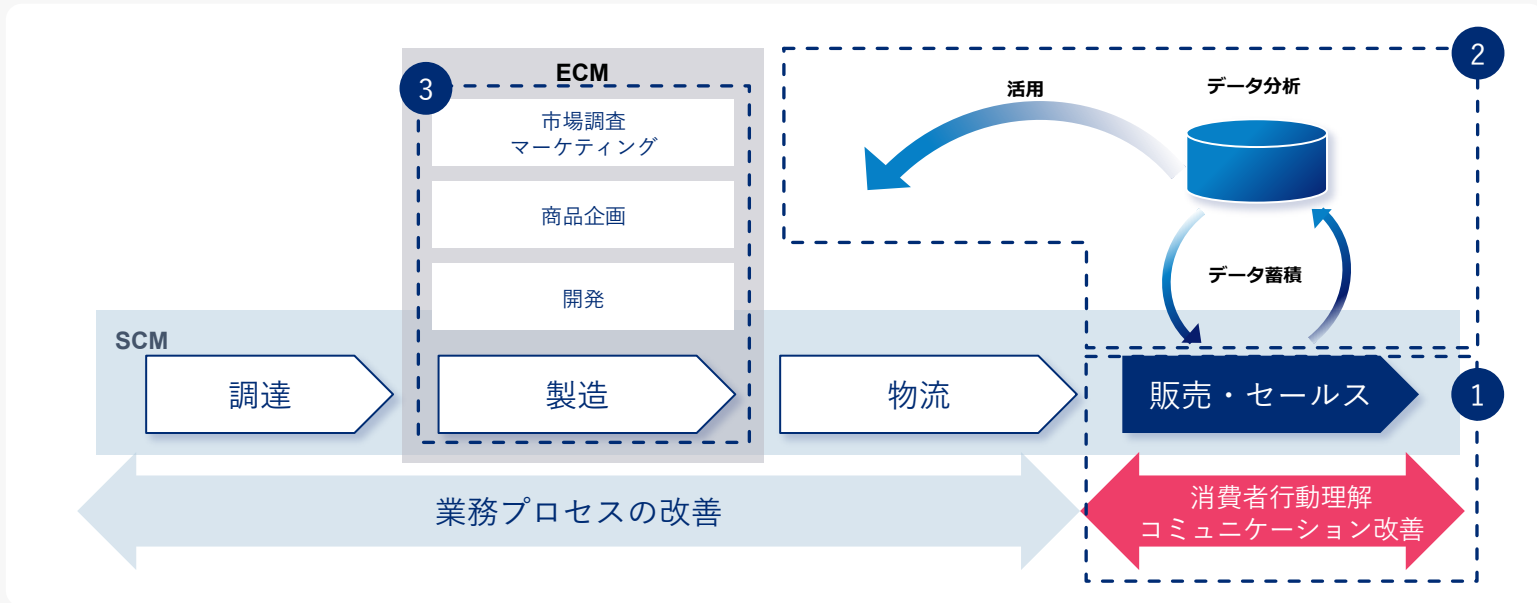 ECM
3
市場調査
マーケティング
商品企画
開発
2
活用
データ分析
データ蓄積
SCM
調達
製造
物流
販売・セールス
1
業務プロセスの改善
消費者行動理解
コミュニケーション改善